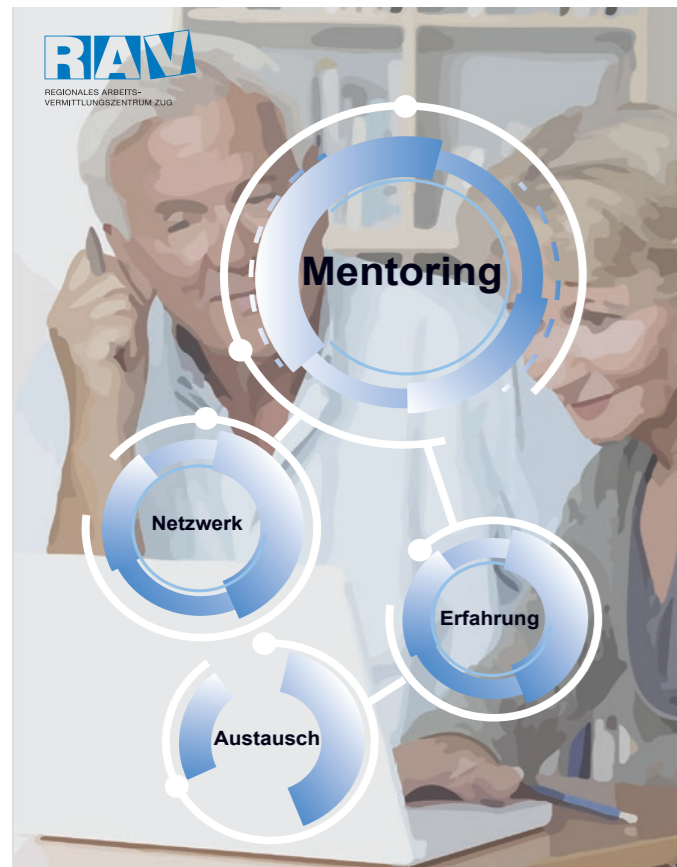 RAV
REGIONALES ARBEITS-
VERMITTLUNGSZENTRUM ZUG
Mentoring
Netzwerk
Erfahrung
Austausch